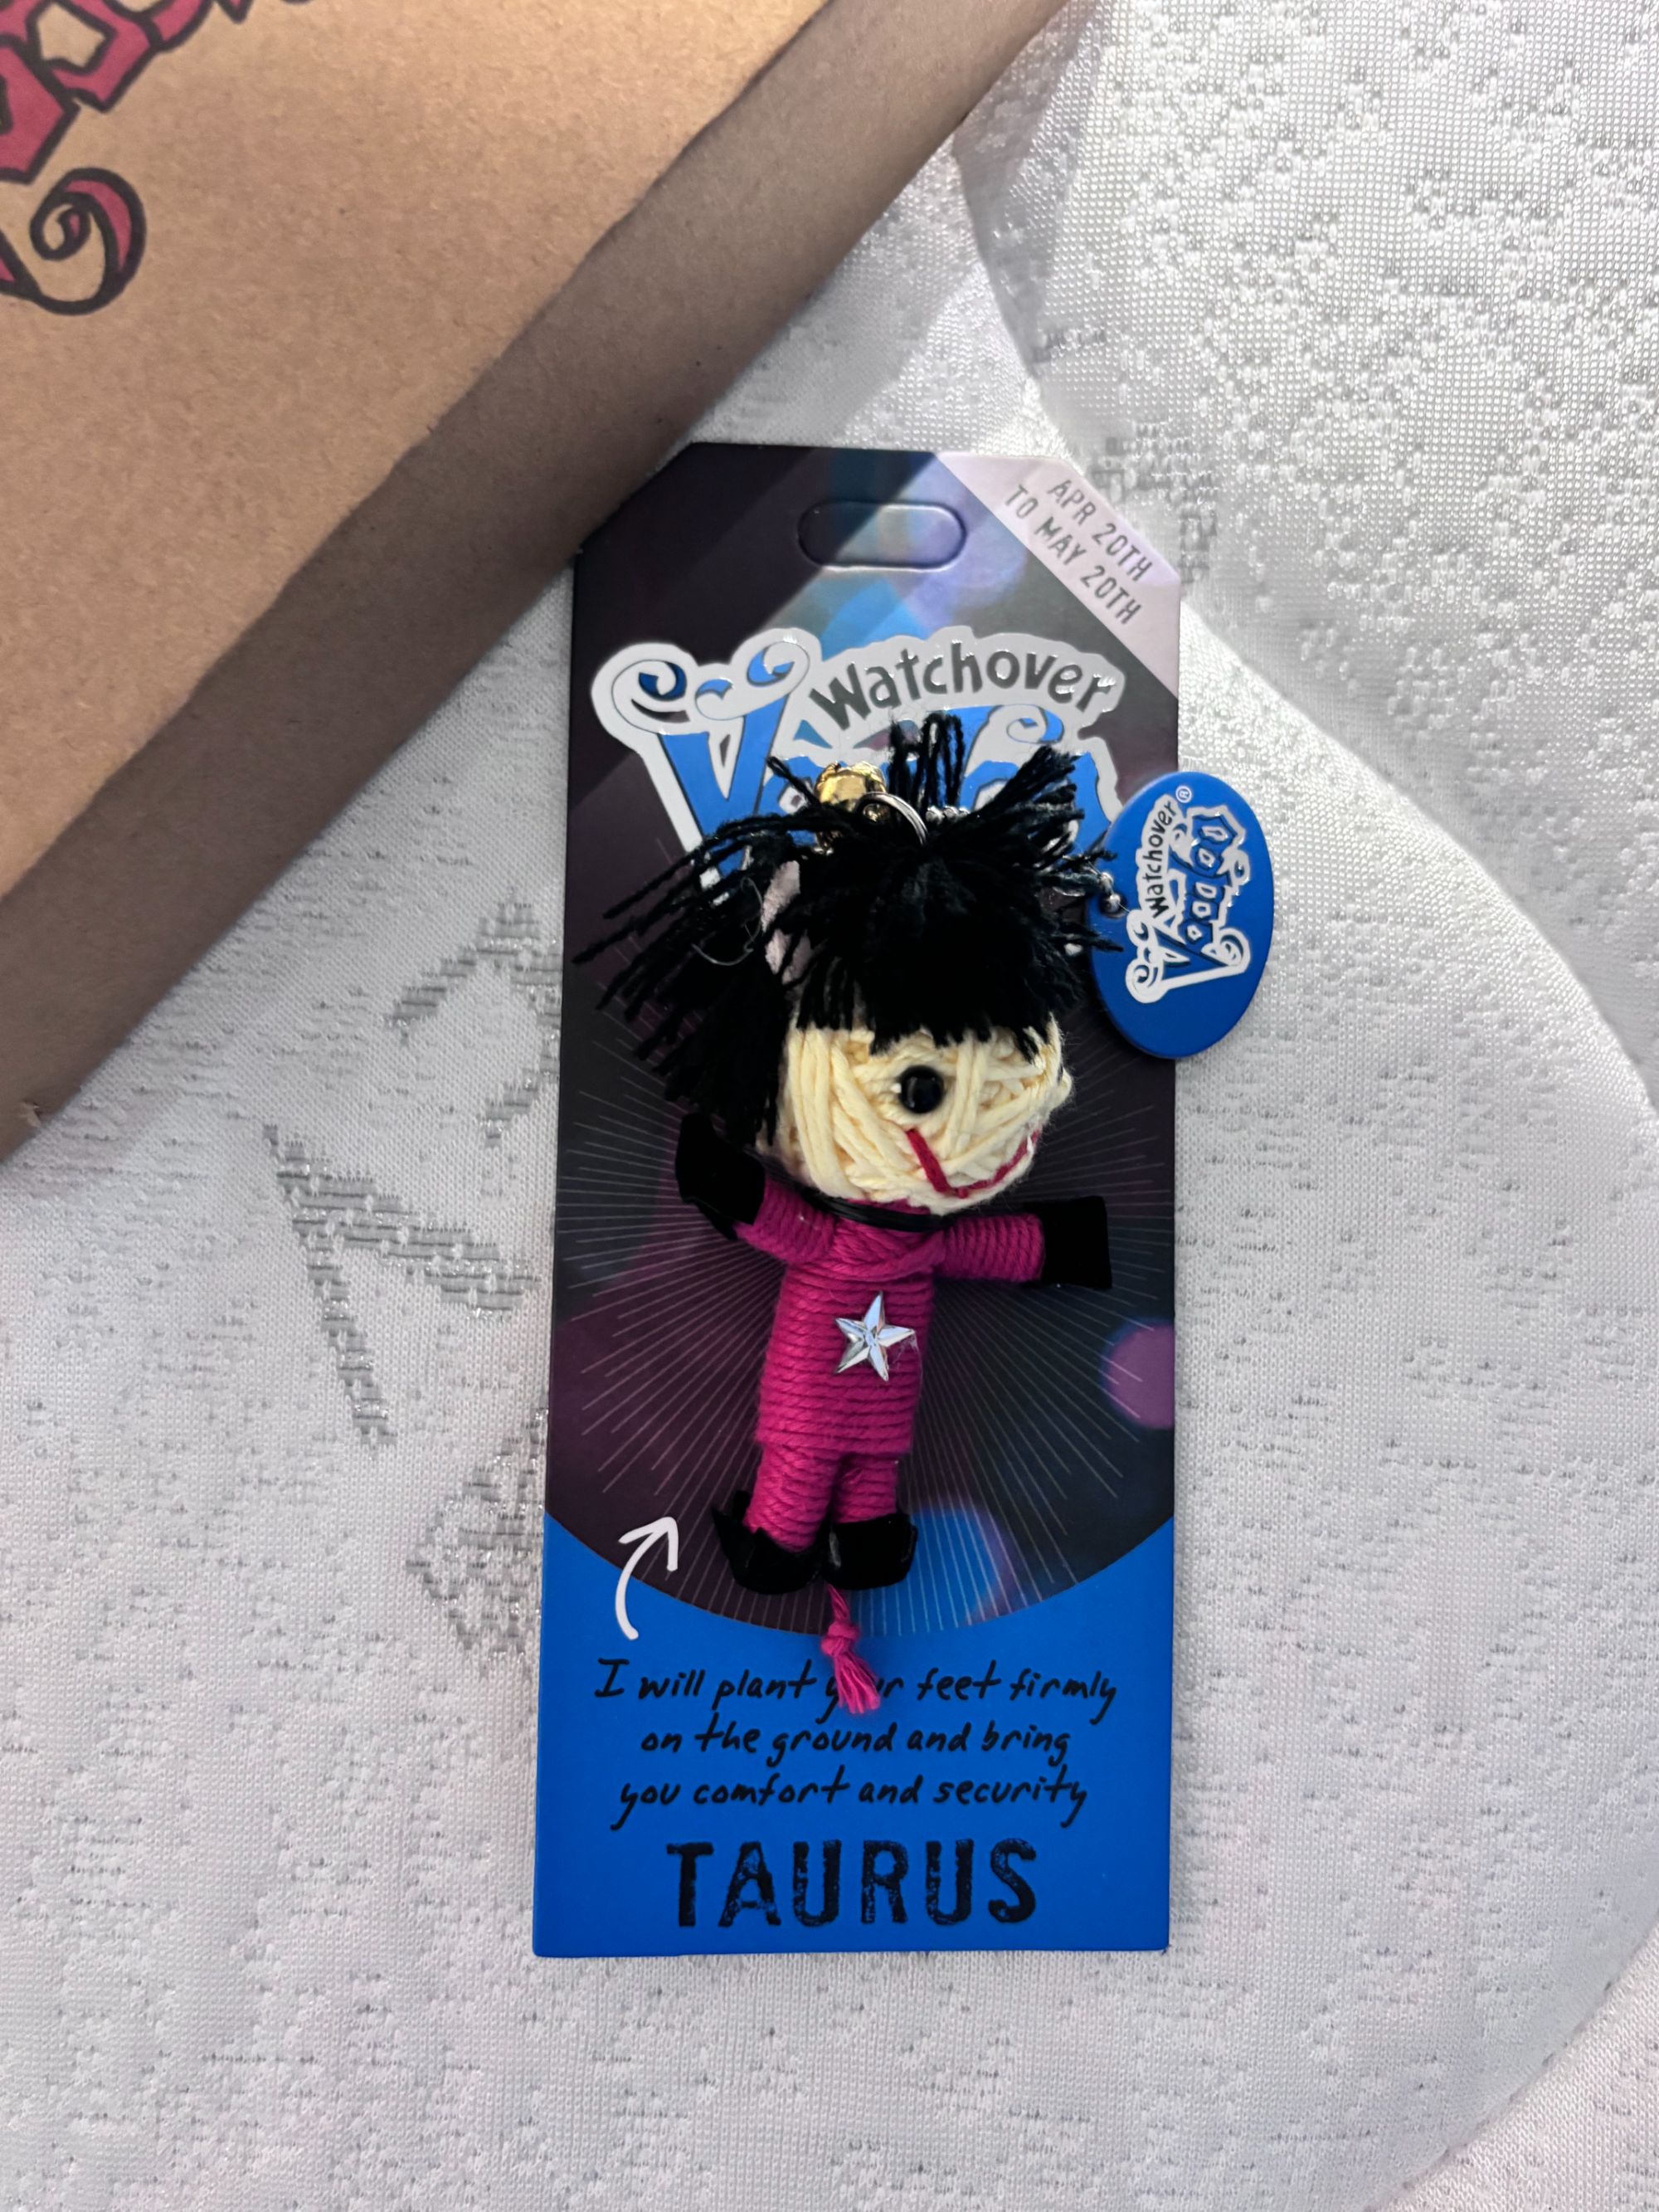 APR 20TH
TO MAY 20TH
Watchover
Watchover®
Voodoo
I will plant your feet firmly
on the ground and bring
you comfort and security
TAURUS